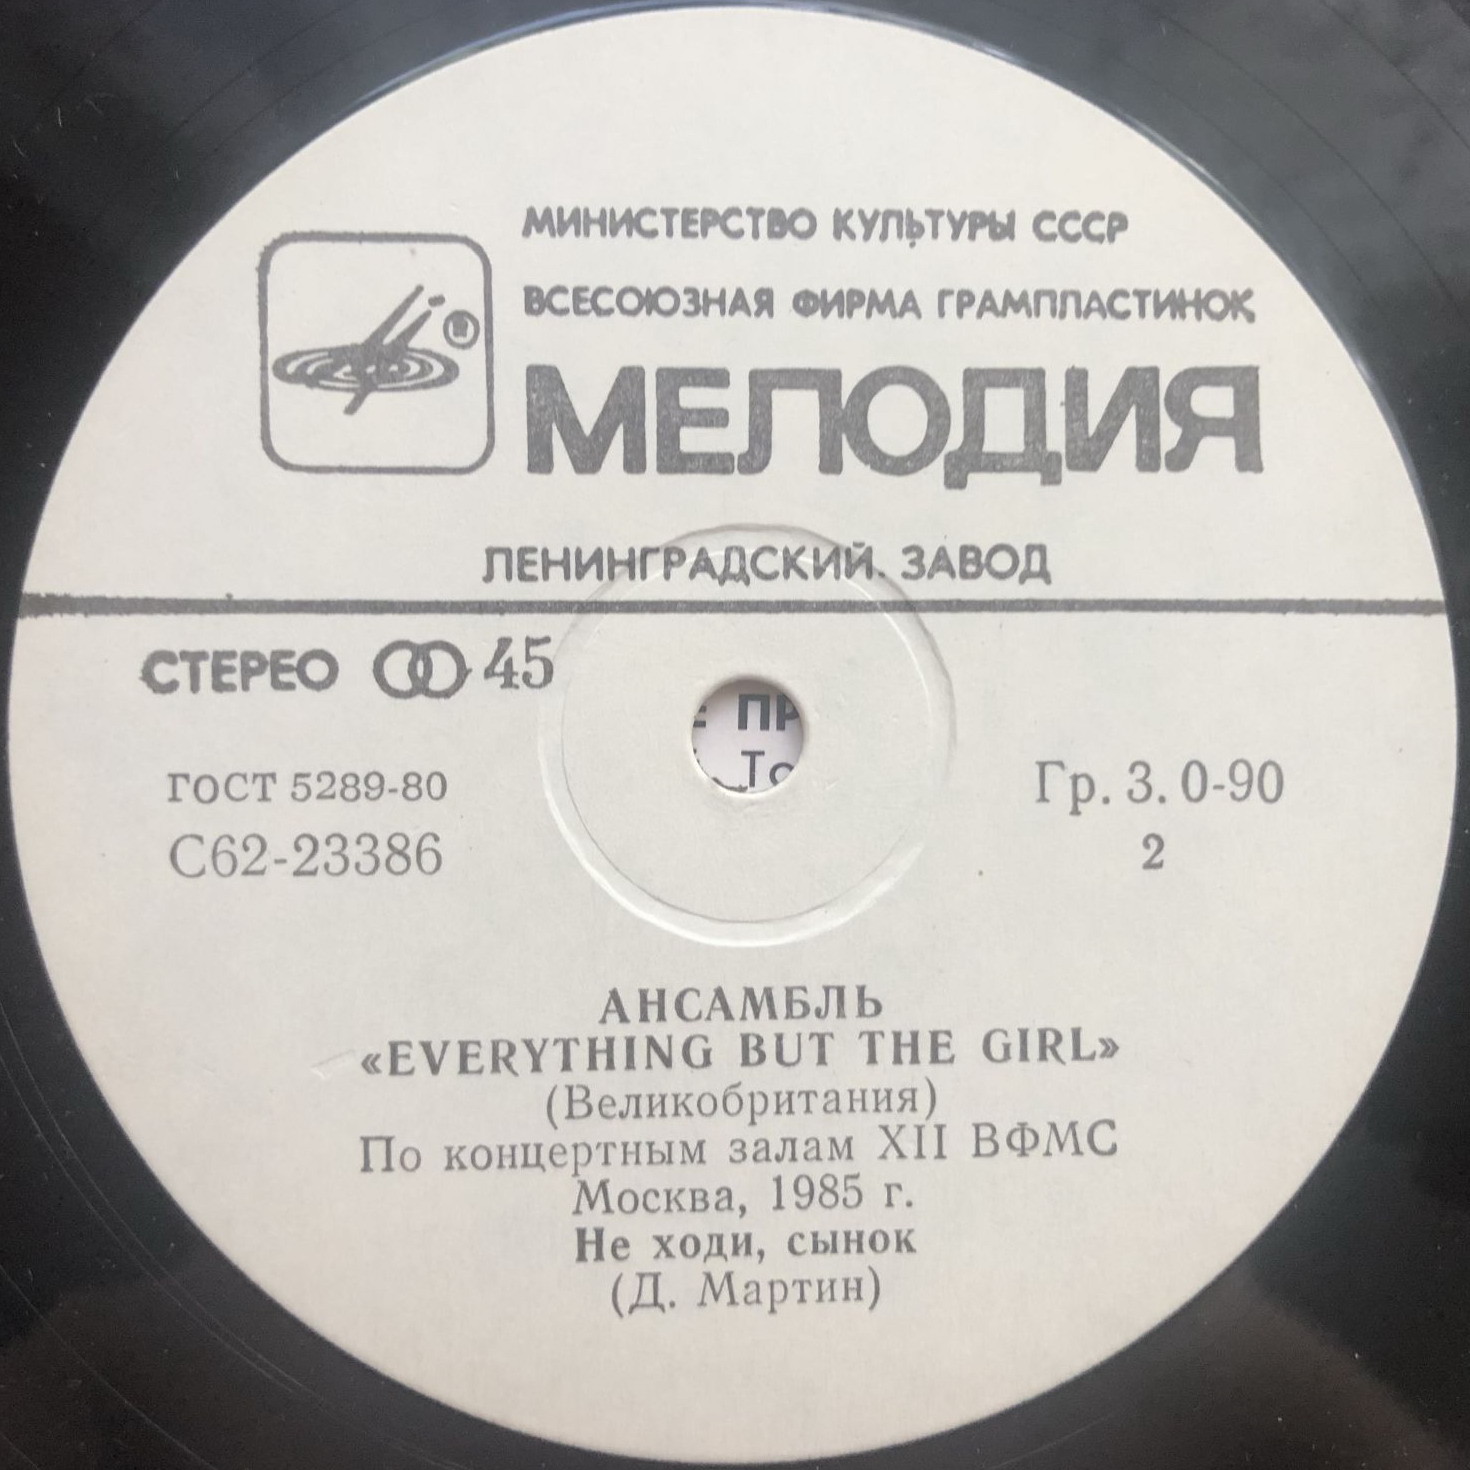 МИНИСТЕРСТВО КУЛЬТУРЫ СССР
ВСЕСОЮЗНАЯ ФИРМА ГРАМПЛАСТИНОК
МЕЛОДИЯ
ЛЕНИНГРАДСКИЙ. ЗАВОД
СТЕРЕО 45
ПР
То
ГОСТ 5289-80
Гр. 3. 0-90
С62-23386
2
АНСАМБЛЬ
«EVERYTHING BUT THE GIRL»
(Великобритания)
По концертным залам XII ВФМС
Москва, 1985 г.
Не ходи, сынок
(Д. Мартин)